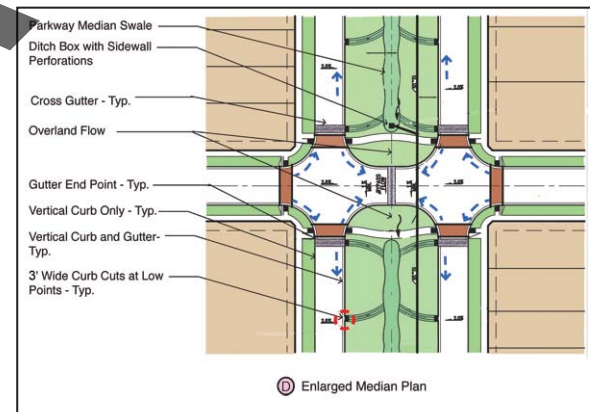 Parkway Median Swale
Ditch Box with Sidewall
Perforations
Cross Gutter - Typ.
Overland Flow
Gutter End Point - Typ.
Vertical Curb Only - Typ.
Vertical Curb and Gutter-
Typ.
3' Wide Curb Cuts at Low
Points - Typ.
D Enlarged Median Plan